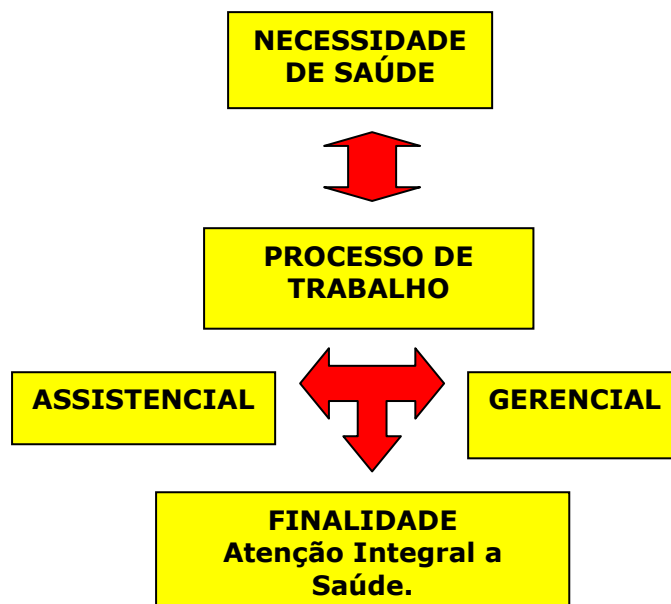 NECESSIDADE
DE SAÚDE
PROCESSO DE
TRABALHO
ASSISTENCIAL
GERENCIAL
FINALIDADE
Atenção Integral a
Saúde.